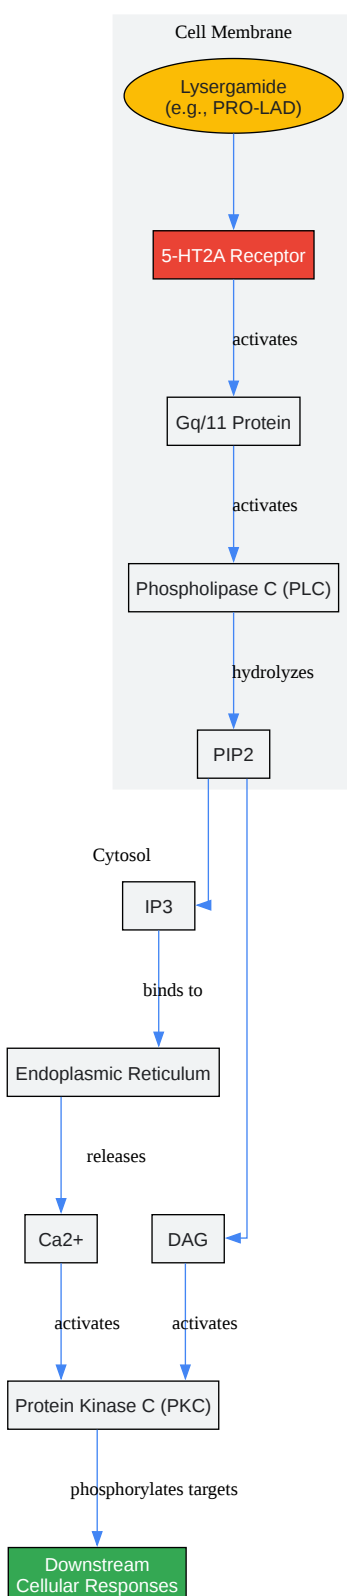 Cell Membrane
Lysergamide
(e.g., PRO-LAD)
5-HT2A Receptor
activates
Gq/11 Protein
activates
Phospholipase C (PLC)
hydrolyzes
PIP2
Cytosol
IP3
binds to
Endoplasmic Reticulum
releases
Ca2+
DAG
activates
activates
Protein Kinase C (PKC)
phosphorylates targets
Downstream
Cellular Responses